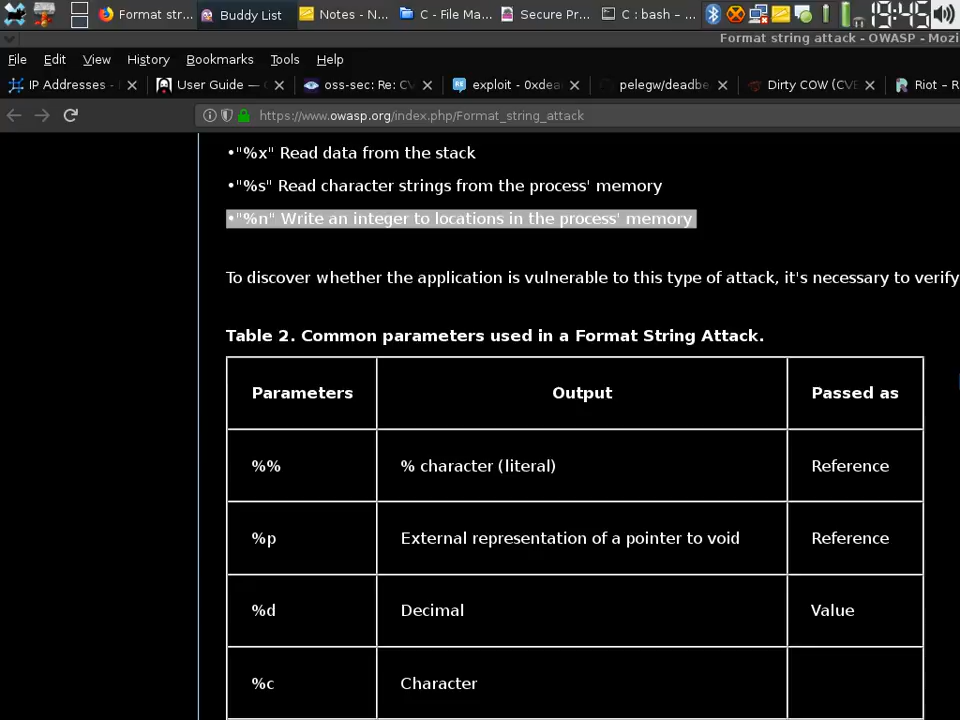 Format str...
Buddy List
Notes - N...
C - File Ma...
Secure Pr...
C : bash – ...
19:45
Format string attack - OWASP - Mozi
File Edit View History Bookmarks Tools Help
IP Addresses -
User Guide —
oss-sec: Re: CV
exploit - 0xdea
pelegw/deadbe
Dirty COW (CVE
Riot – R
https://www.owasp.org/index.php/Format_string_attack
•"%x" Read data from the stack
•"%s" Read character strings from the process' memory
•"%n" Write an integer to locations in the process' memory
To discover whether the application is vulnerable to this type of attack, it's necessary to verify
Table 2. Common parameters used in a Format String Attack.
Parameters Output Passed as
%% % character (literal) Reference
%p External representation of a pointer to void Reference
%d Decimal Value
%c Character